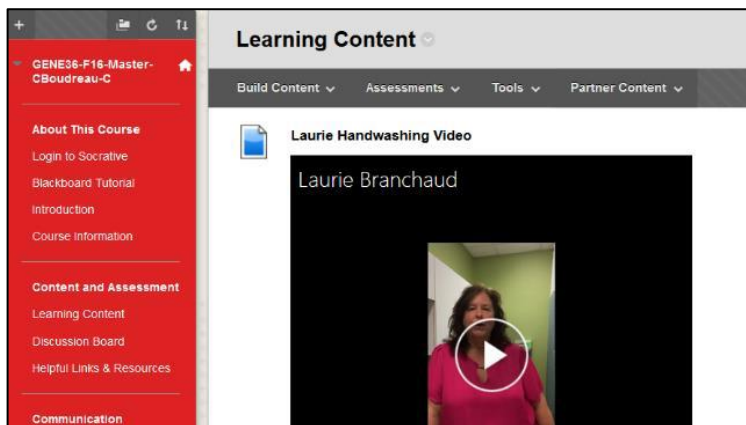 GENE36-F16-Master-
CBoudreau-C
About This Course
Login to Socrative
Blackboard Tutorial
Introduction
Course Information
Content and Assessment
Learning Content
Discussion Board
Helpful Links & Resources
Communication
Learning Content
Build Content
Assessments
Tools
Partner Content
Laurie Handwashing Video
Laurie Branchaud